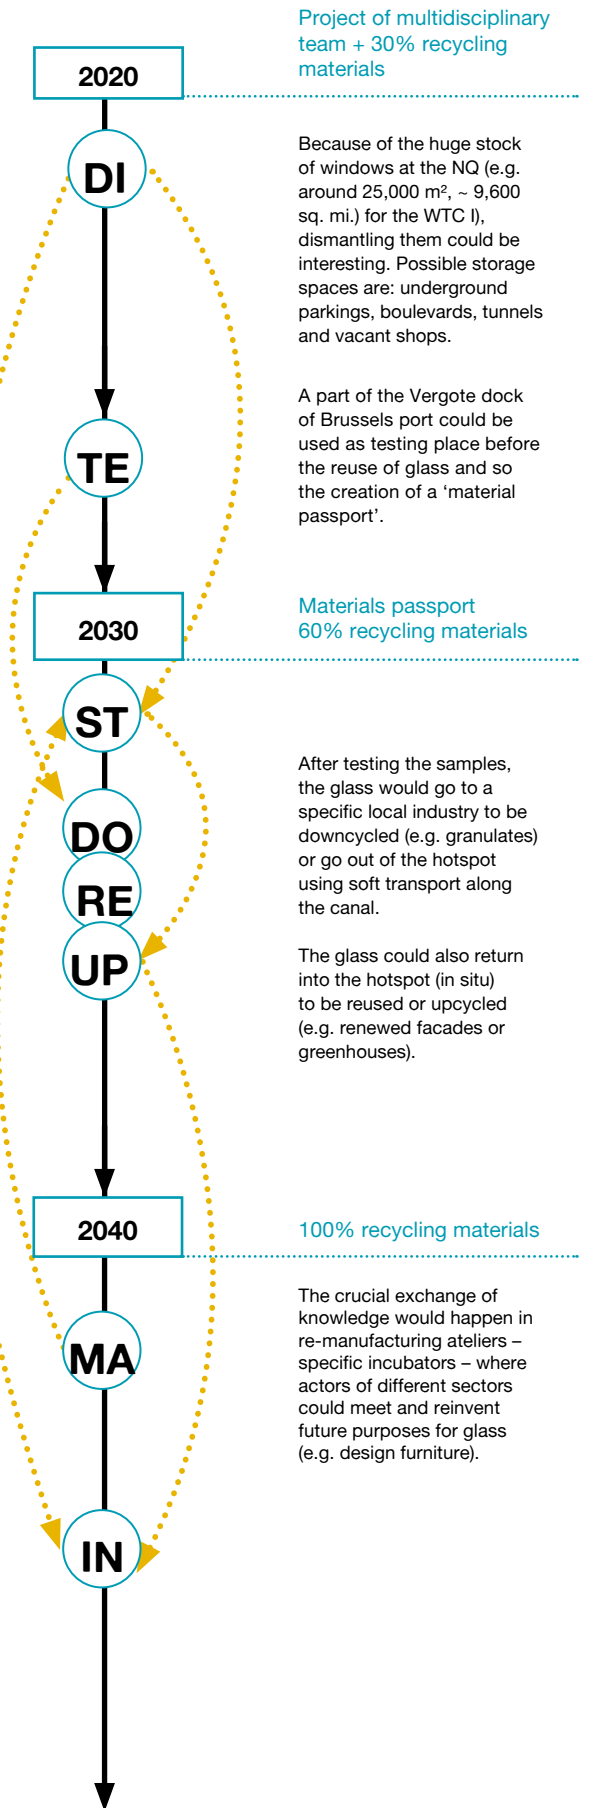 Project of multidisciplinary
team + 30% recycling
materials
2020
Because of the huge stock
of windows at the NQ (e.g.
around 25,000 m², ~ 9,600
sq. mi.) for the WTC I),
dismantling them could be
interesting. Possible storage
spaces are: underground
parkings, boulevards, tunnels
and vacant shops.
DI
A part of the Vergote dock
of Brussels port could be
used as testing place before
the reuse of glass and so
the creation of a ‘material
passport’.
TE
Materials passport
60% recycling materials
2030
ST
After testing the samples,
the glass would go to a
specific local industry to be
downcycled (e.g. granulates)
or go out of the hotspot
using soft transport along
the canal.
DO
RE
UP
The glass could also return
into the hotspot (in situ)
to be reused or upcycled
(e.g. renewed facades or
greenhouses).
2040
100% recycling materials
The crucial exchange of
knowledge would happen in
re-manufacturing ateliers –
specific incubators – where
actors of different sectors
could meet and reinvent
future purposes for glass
(e.g. design furniture).
MA
IN